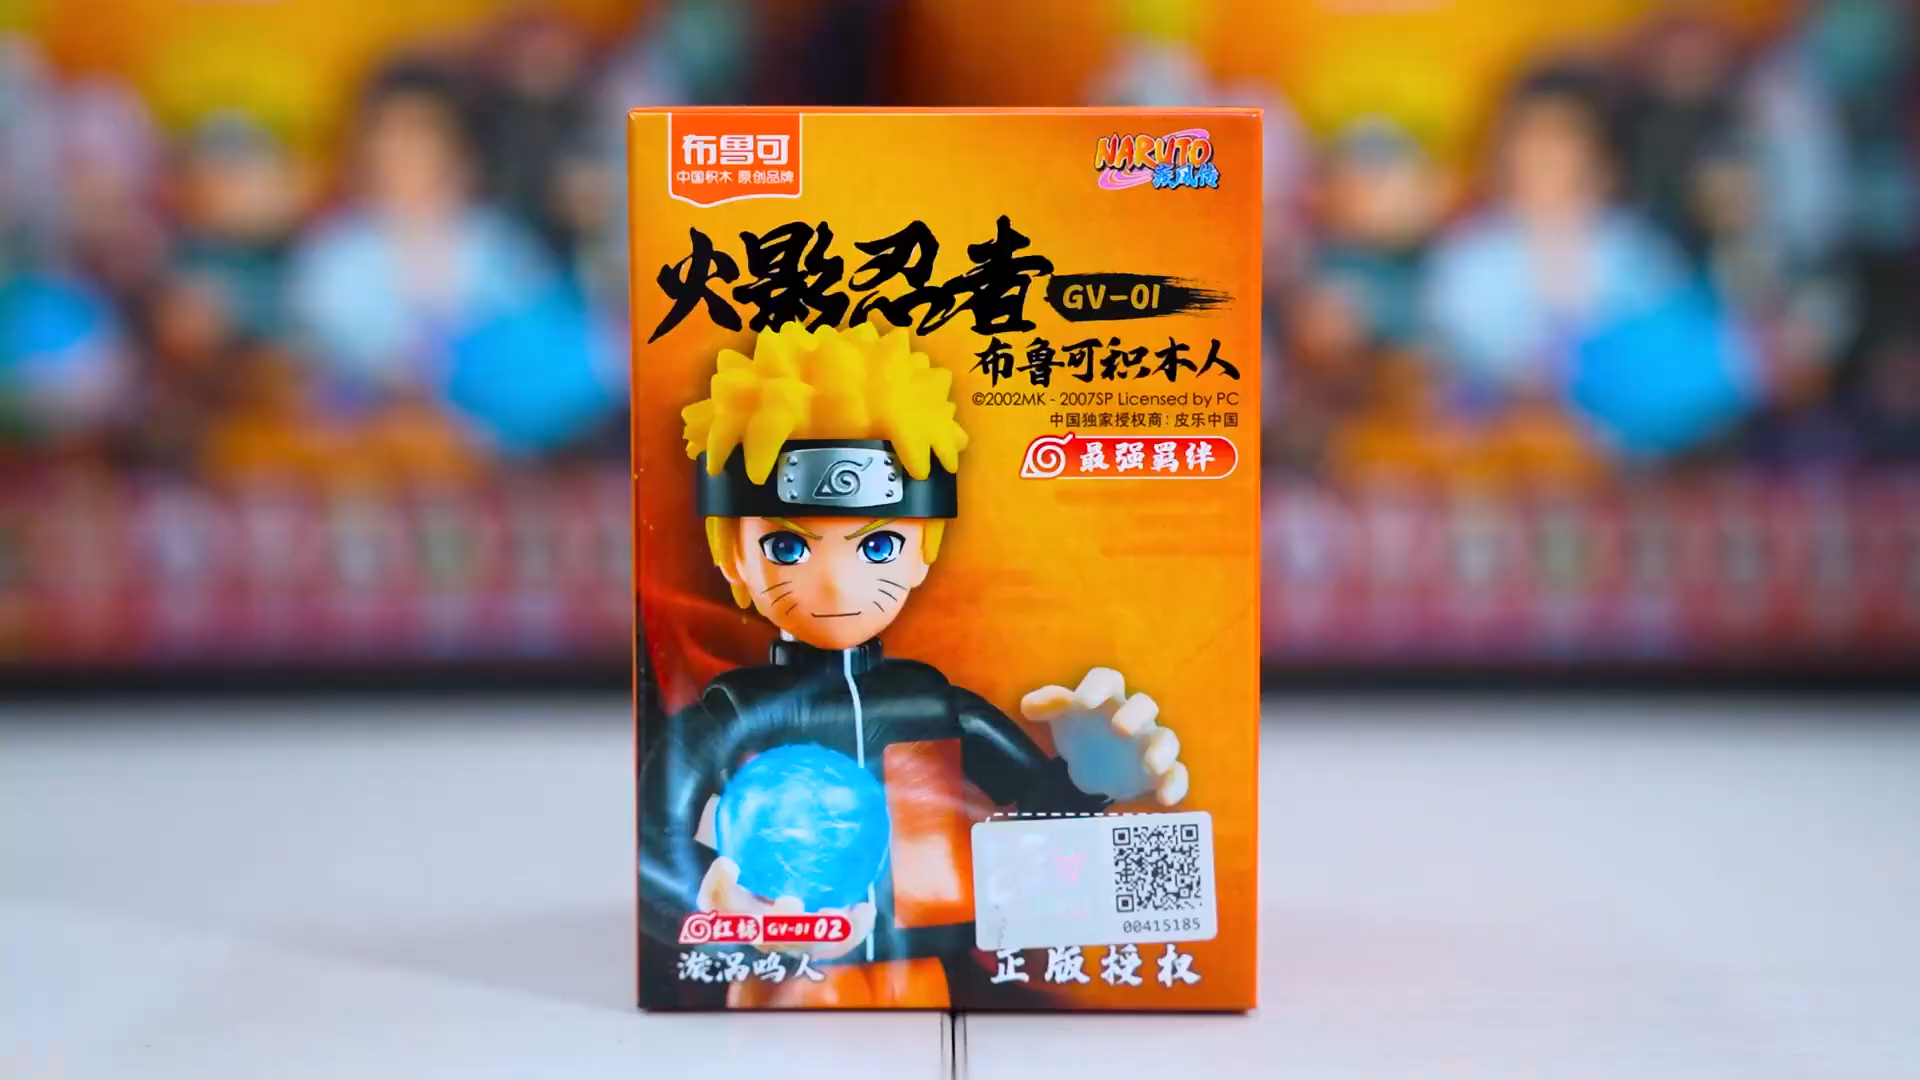 布鲁可
中国积木 原创品牌
NARUTO
疾风传
火影忍者
GV-01
布鲁可积木人
©2002MK - 2007SP Licensed by PC
中国独家授权商：皮乐中国
最强羁绊
00415185
红标 GV-01 02
漩涡鸣人
正版授权